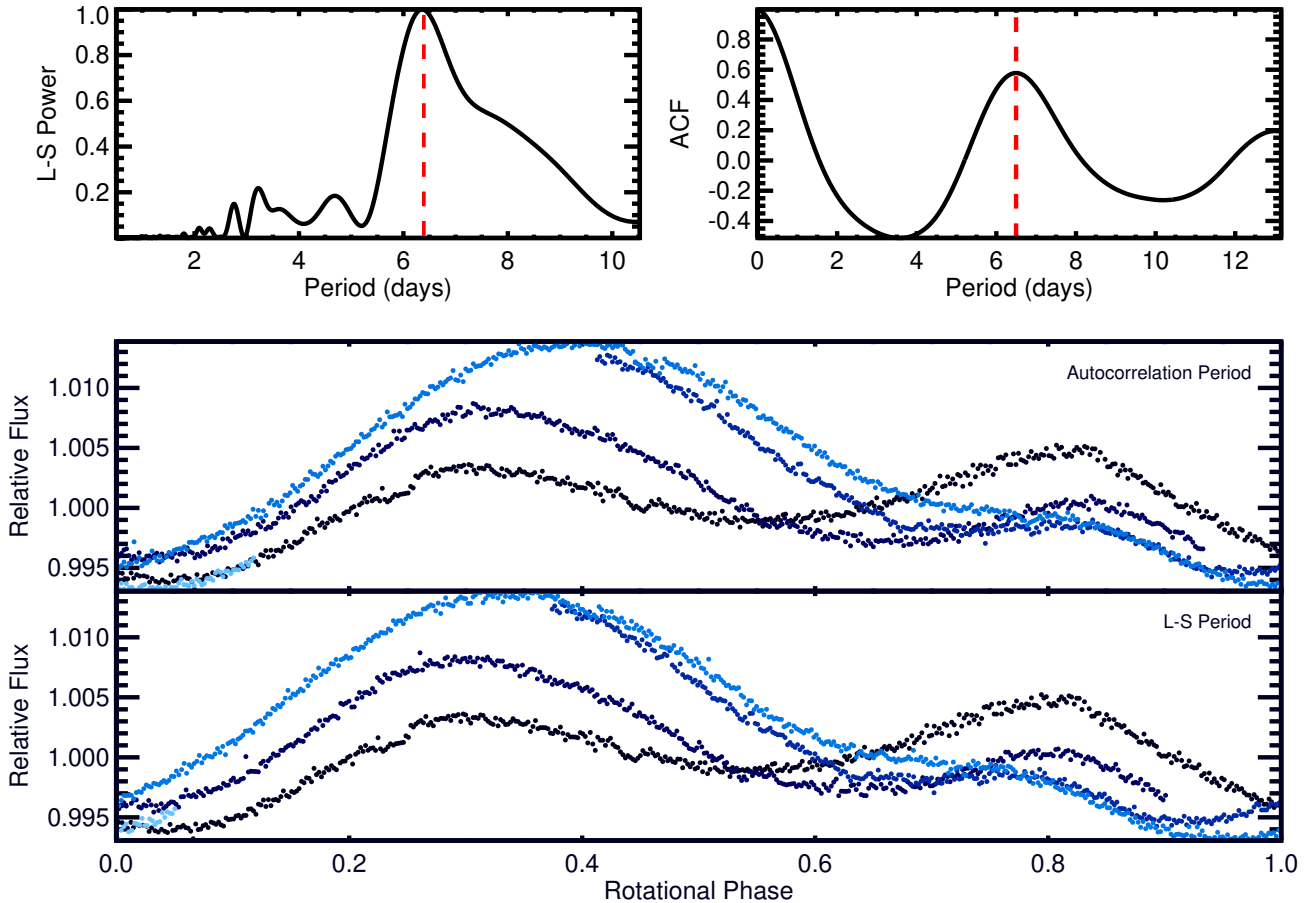 1.0
0.8
0.6
0.4
0.2
L-S Power
2 4 6 8 10
Period (days)
0.8
0.6
0.4
0.2
0.0
-0.2
-0.4
ACF
0 2 4 6 8 10 12
Period (days)
1.010
1.005
1.000
0.995
Relative Flux
Autocorrelation Period
1.010
1.005
1.000
0.995
Relative Flux
L-S Period
0.0 0.2 0.4 0.6 0.8 1.0
Rotational Phase